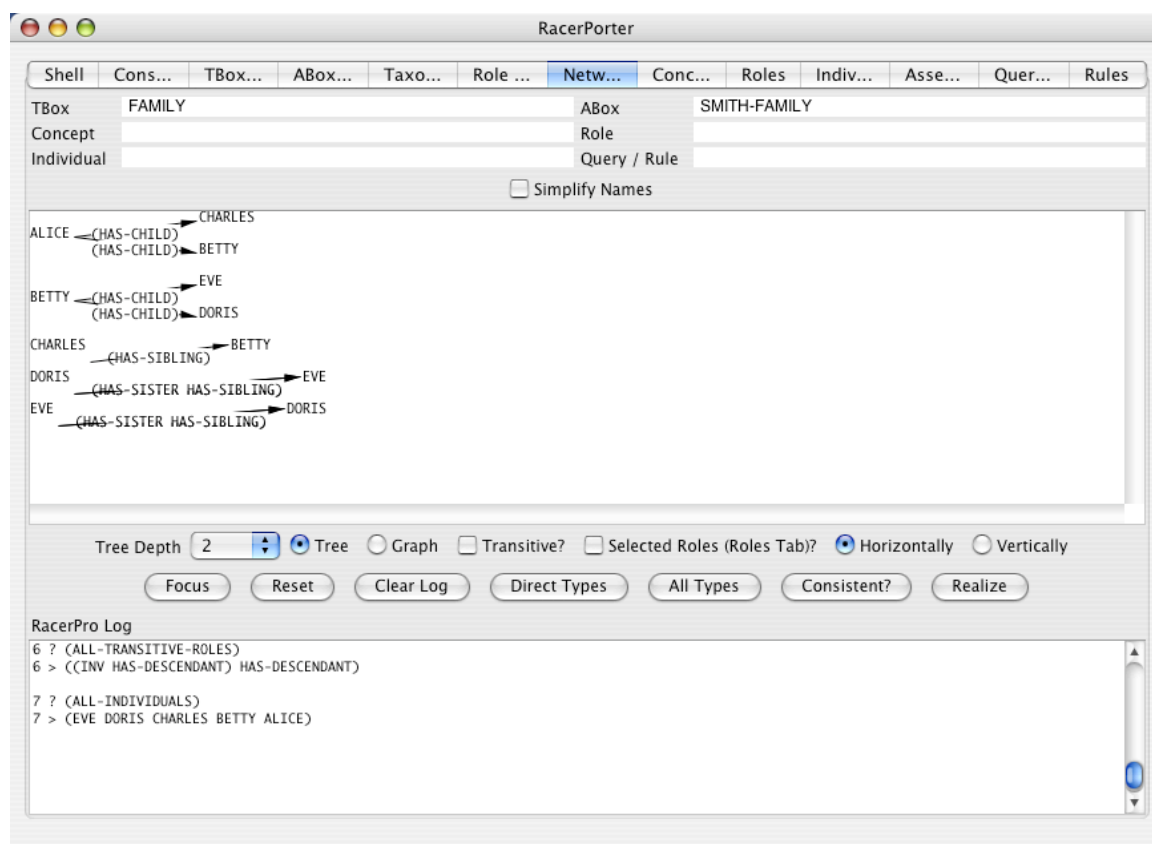 RacerPorter
Shell Cons... TBox... ABox... Taxo... Role ... Netw... Conc... Roles Indiv... Asse... Quer... Rules
TBox FAMILY ABox SMITH-FAMILY
Concept Role
Individual Query / Rule
Simplify Names
CHARLES
ALICE (HAS-CHILD)
(HAS-CHILD) BETTY
EVE
BETTY (HAS-CHILD)
(HAS-CHILD) DORIS
CHARLES BETTY
(HAS-SIBLING)
DORIS EVE
(HAS-SISTER HAS-SIBLING)
EVE DORIS
(HAS-SISTER HAS-SIBLING)
Tree Depth 2 Tree Graph Transitive? Selected Roles (Roles Tab)? Horizontally Vertically
Focus Reset Clear Log Direct Types All Types Consistent? Realize
RacerPro Log
6 ? (ALL-TRANSITIVE-ROLES)
6 > ((INV HAS-DESCENDANT) HAS-DESCENDANT)
7 ? (ALL-INDIVIDUALS)
7 > (EVE DORIS CHARLES BETTY ALICE)